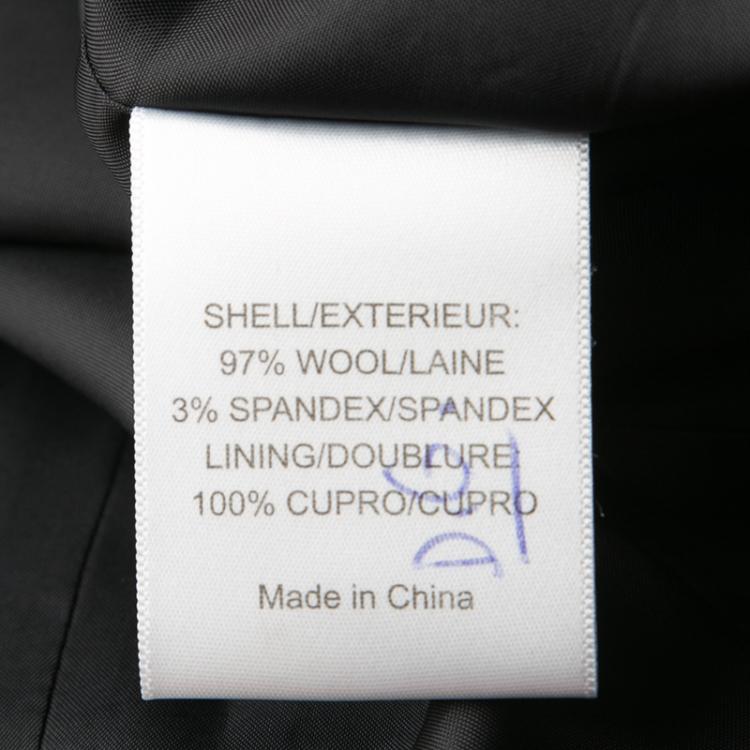 SHELL/EXTERIEUR:
97% WOOL/LAINE
3% SPANDEX/SPANDEX
LINING/DOUBLURE:
100% CUPRO/CUPRO
Made in China